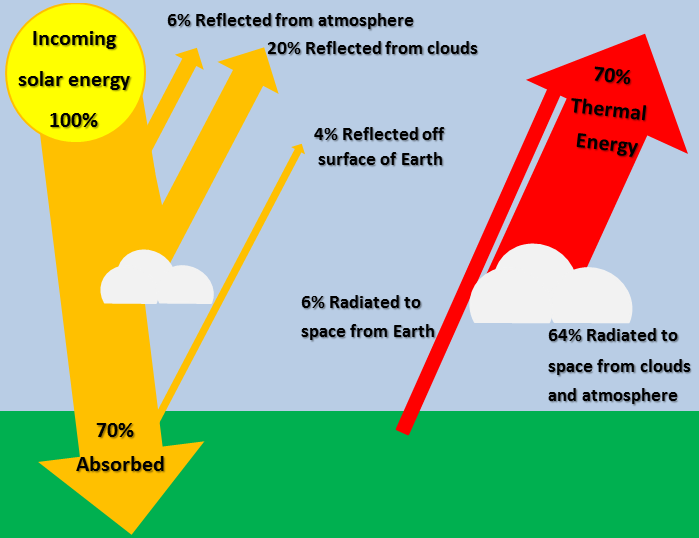 Incoming
solar energy
100%
6% Reflected from atmosphere
20% Reflected from clouds
4% Reflected off
surface of Earth
70%
Absorbed
70%
Thermal
Energy
6% Radiated to
space from Earth
64% Radiated to
space from clouds
and atmosphere